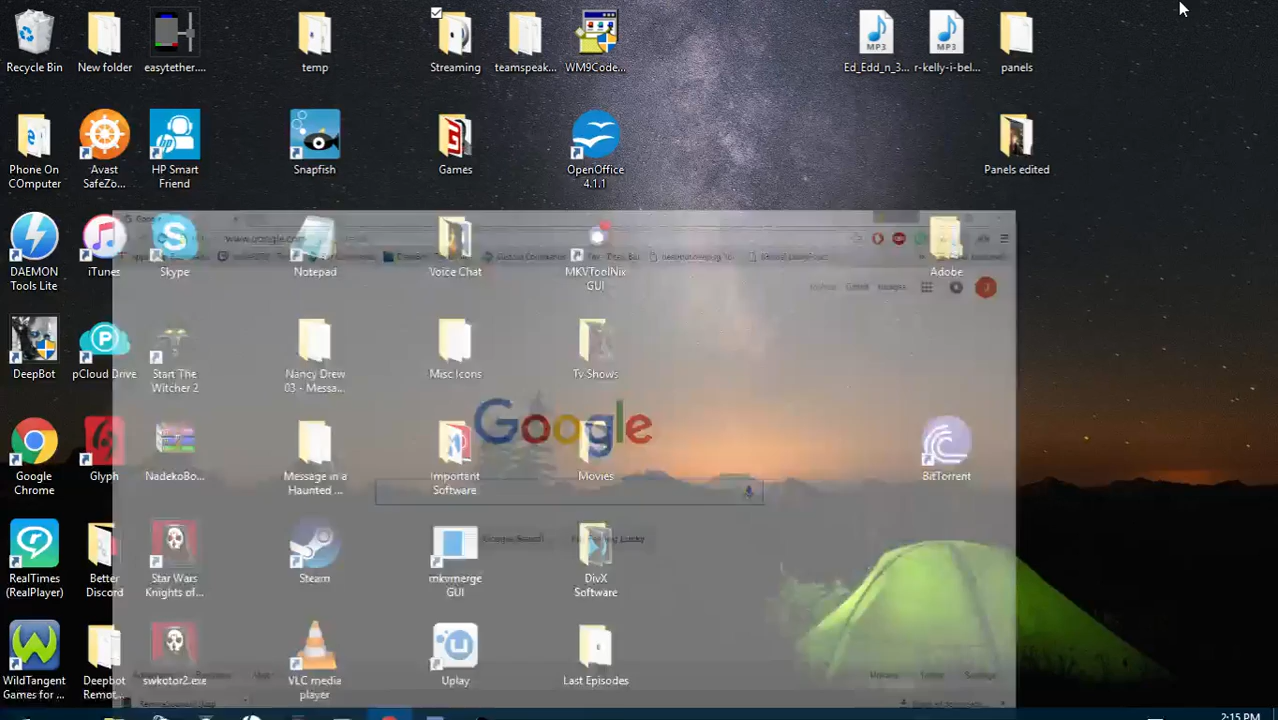 Recycle Bin
New folder
easytether....
temp
Streaming
teamspeak...
WM9Code...
Ed_Edd_n_3...
r-kelly-i-bel...
panels
Phone On
COmputer
Avast
SafeZo...
HP Smart
Friend
Snapfish
Games
OpenOffice
4.1.1
Panels edited
www.google.com
DAEMON
Tools Lite
iTunes
Skype
Notepad
Voice Chat
MKVToolNix
GUI
Adobe
DeepBot
pCloud Drive
Start The
Witcher 2
Nancy Drew
03 - Messa...
Misc Icons
Tv Shows
Google
Google
Chrome
Glyph
NadekoBo...
Message in a
Haunted ...
Important
Software
Movies
BitTorrent
RealTimes
(RealPlayer)
Better
Discord
Star Wars
Knights of...
Steam
mkvmerge
GUI
DivX
Software
WildTangent
Games for ...
Deepbot
Remot...
swkotor2.exe
VLC media
player
Uplay
Last Episodes
2:15 PM